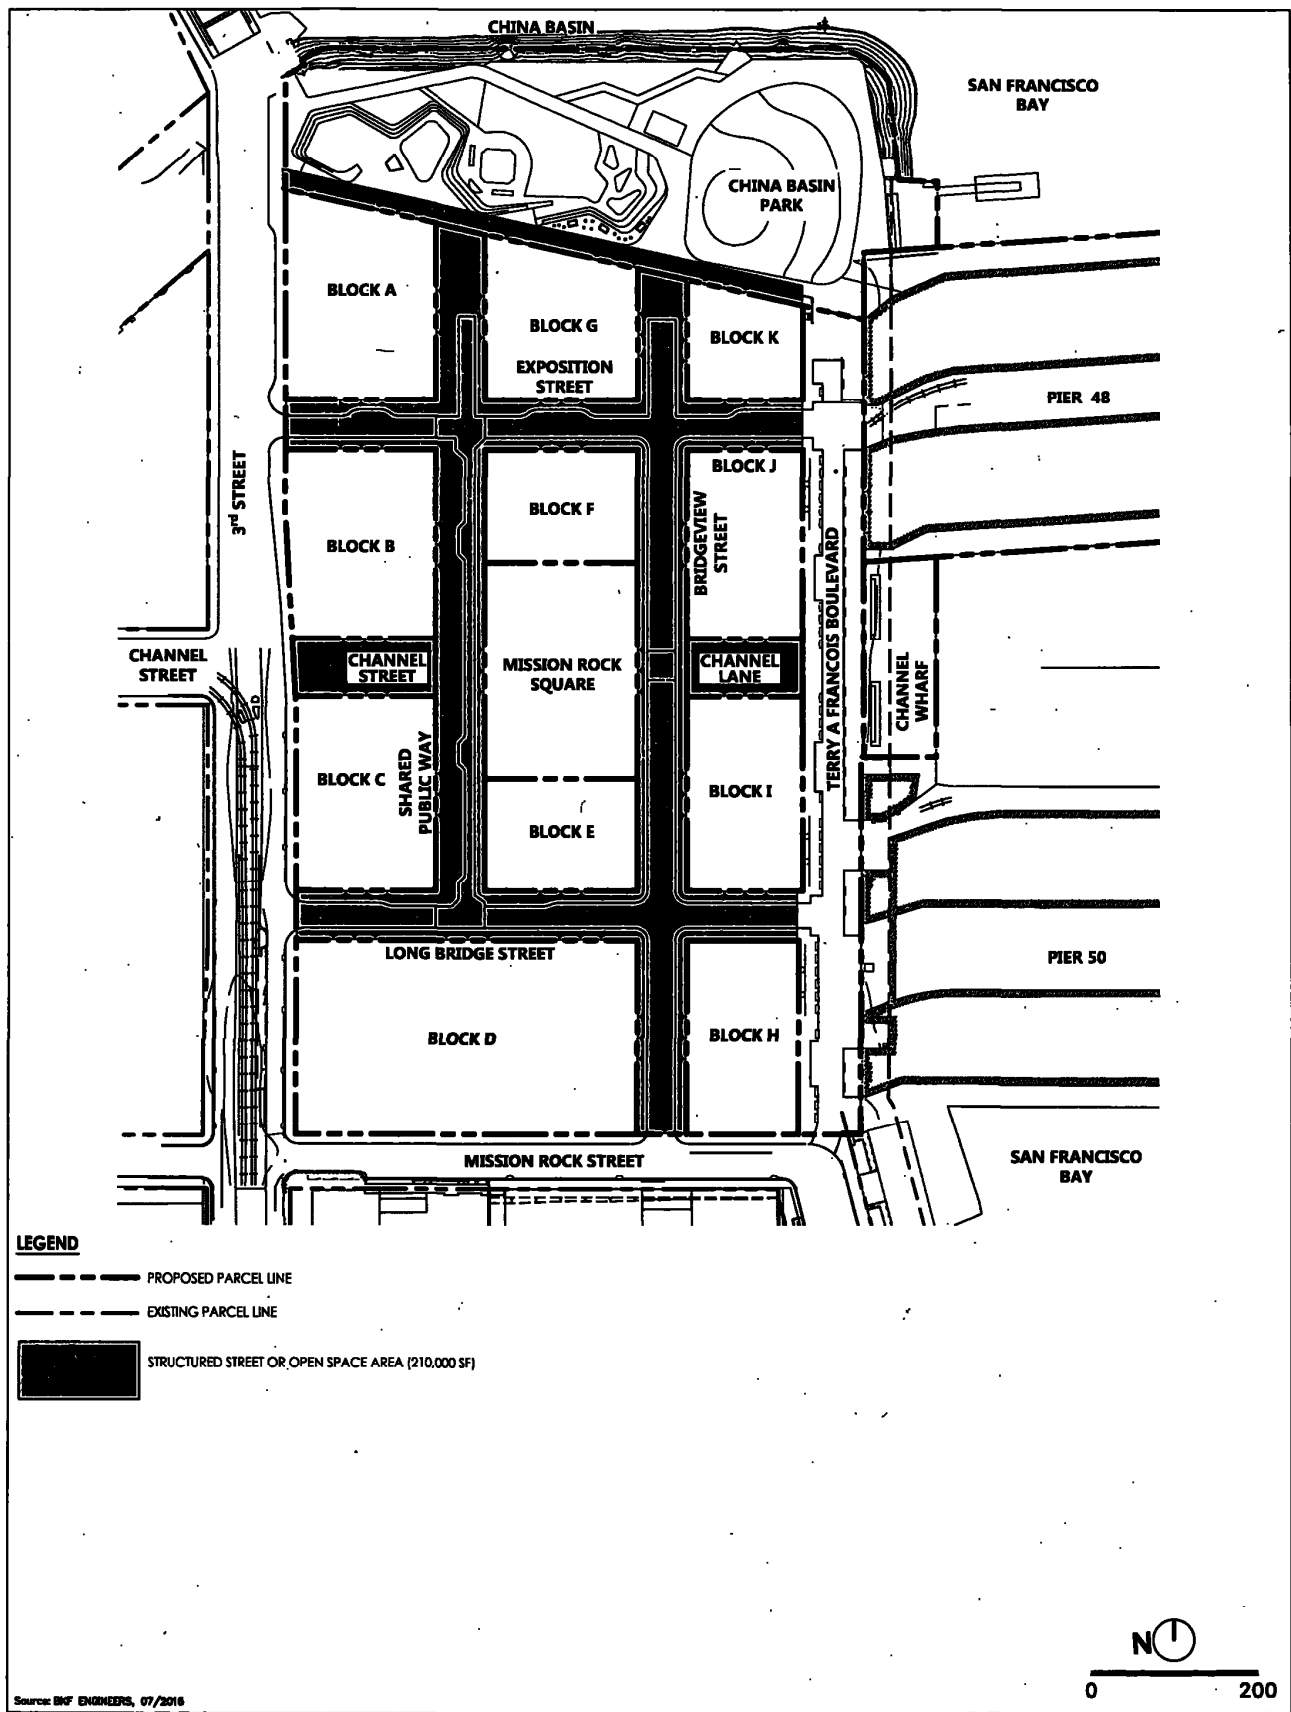 CHINA BASIN
SAN FRANCISCO
BAY
CHINA BASIN
PARK
BLOCK A
BLOCK G
BLOCK K
EXPOSITION
STREET
PIER 48
3rd STREET
BLOCK J
BLOCK F
BLOCK B
BRIDGEVIEW
STREET
TERRY A FRANCOIS BOULEVARD
CHANNEL
STREET
CHANNEL
STREET
MISSION ROCK
SQUARE
CHANNEL
LANE
CHANNEL
WHARF
BLOCK C
SHARED
PUBLIC WAY
BLOCK I
BLOCK E
LONG BRIDGE STREET
PIER 50
BLOCK D
BLOCK H
MISSION ROCK STREET
SAN FRANCISCO
BAY
LEGEND
PROPOSED PARCEL LINE
EXISTING PARCEL LINE
STRUCTURED STREET OR OPEN SPACE AREA (210,000 SF)
N
0 200
Source: BKF ENGINEERS, 07/2016